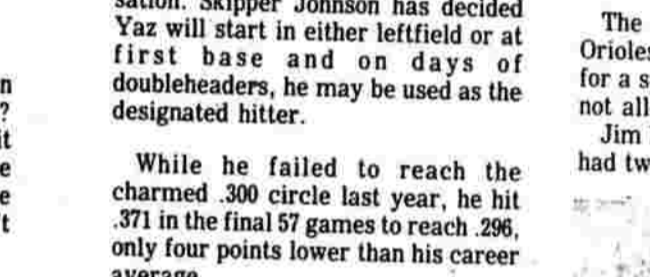 sation. Skipper Johnson has decided
Yaz will start in either leftfield or at
first base and on days of
doubleheaders, he may be used as the
designated hitter.
While he failed to reach the
charmed .300 circle last year, he hit
.371 in the final 57 games to reach .296,
only four points lower than his career
average.
n
?
it
e
e
't
The
Orioles
for a s
not all
Jim
had tw